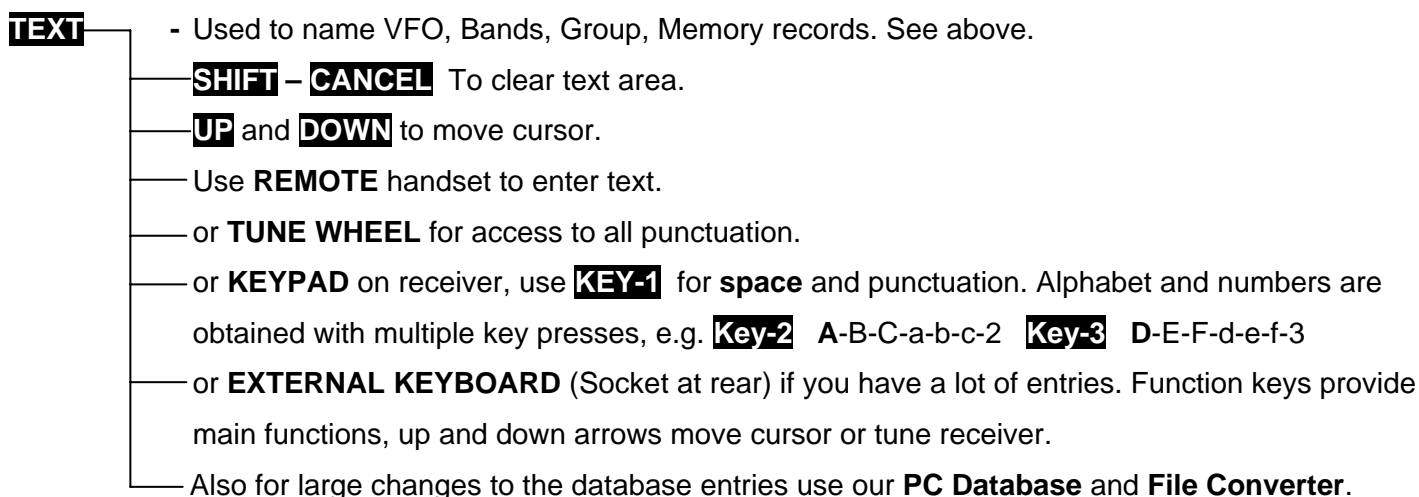 TEXT - Used to name VFO, Bands, Group, Memory records. See above.
SHIFT – CANCEL To clear text area.
UP and DOWN to move cursor.
Use REMOTE handset to enter text.
or TUNE WHEEL for access to all punctuation.
or KEYPAD on receiver, use KEY-1 for space and punctuation. Alphabet and numbers are
obtained with multiple key presses, e.g. Key-2 A-B-C-a-b-c-2 Key-3 D-E-F-d-e-f-3
or EXTERNAL KEYBOARD (Socket at rear) if you have a lot of entries. Function keys provide
main functions, up and down arrows move cursor or tune receiver.
Also for large changes to the database entries use our PC Database and File Converter.